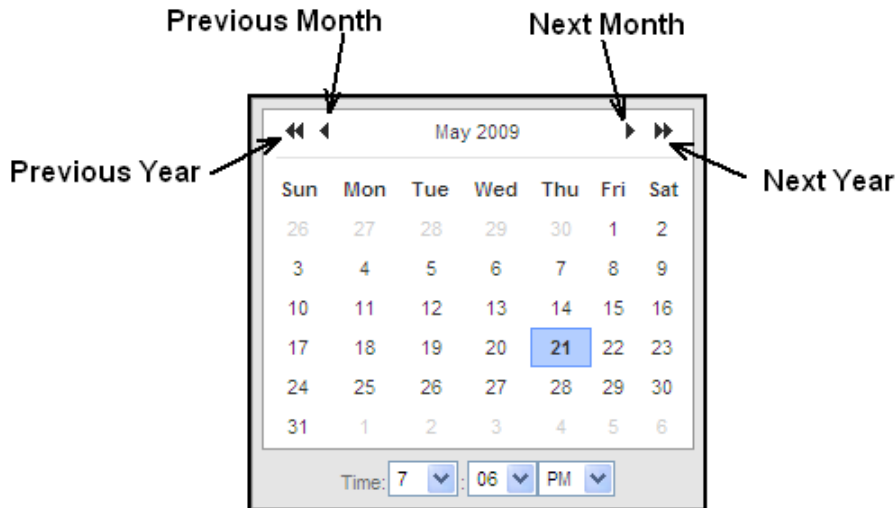 Previous Month Next Month
May 2009
Previous Year Next Year
Sun Mon Tue Wed Thu Fri Sat
26 27 28 29 30 1 2
3 4 5 6 7 8 9
10 11 12 13 14 15 16
17 18 19 20 21 22 23
24 25 26 27 28 29 30
31 1 2 3 4 5 6
Time: 7 : 06 PM